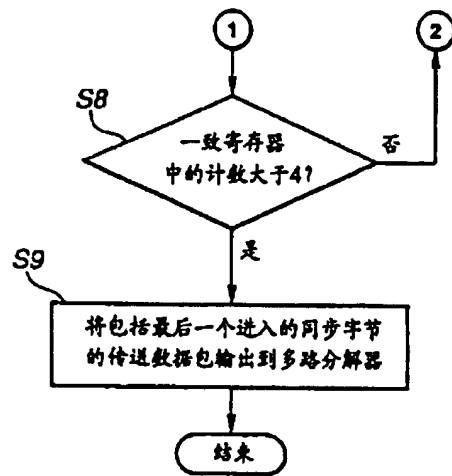 1
2
S8
一致寄存器
中的计数大于4?
否
是
S9
将包括最后一个进入的同步字节
的传送数据包输出到多路分解器
结束